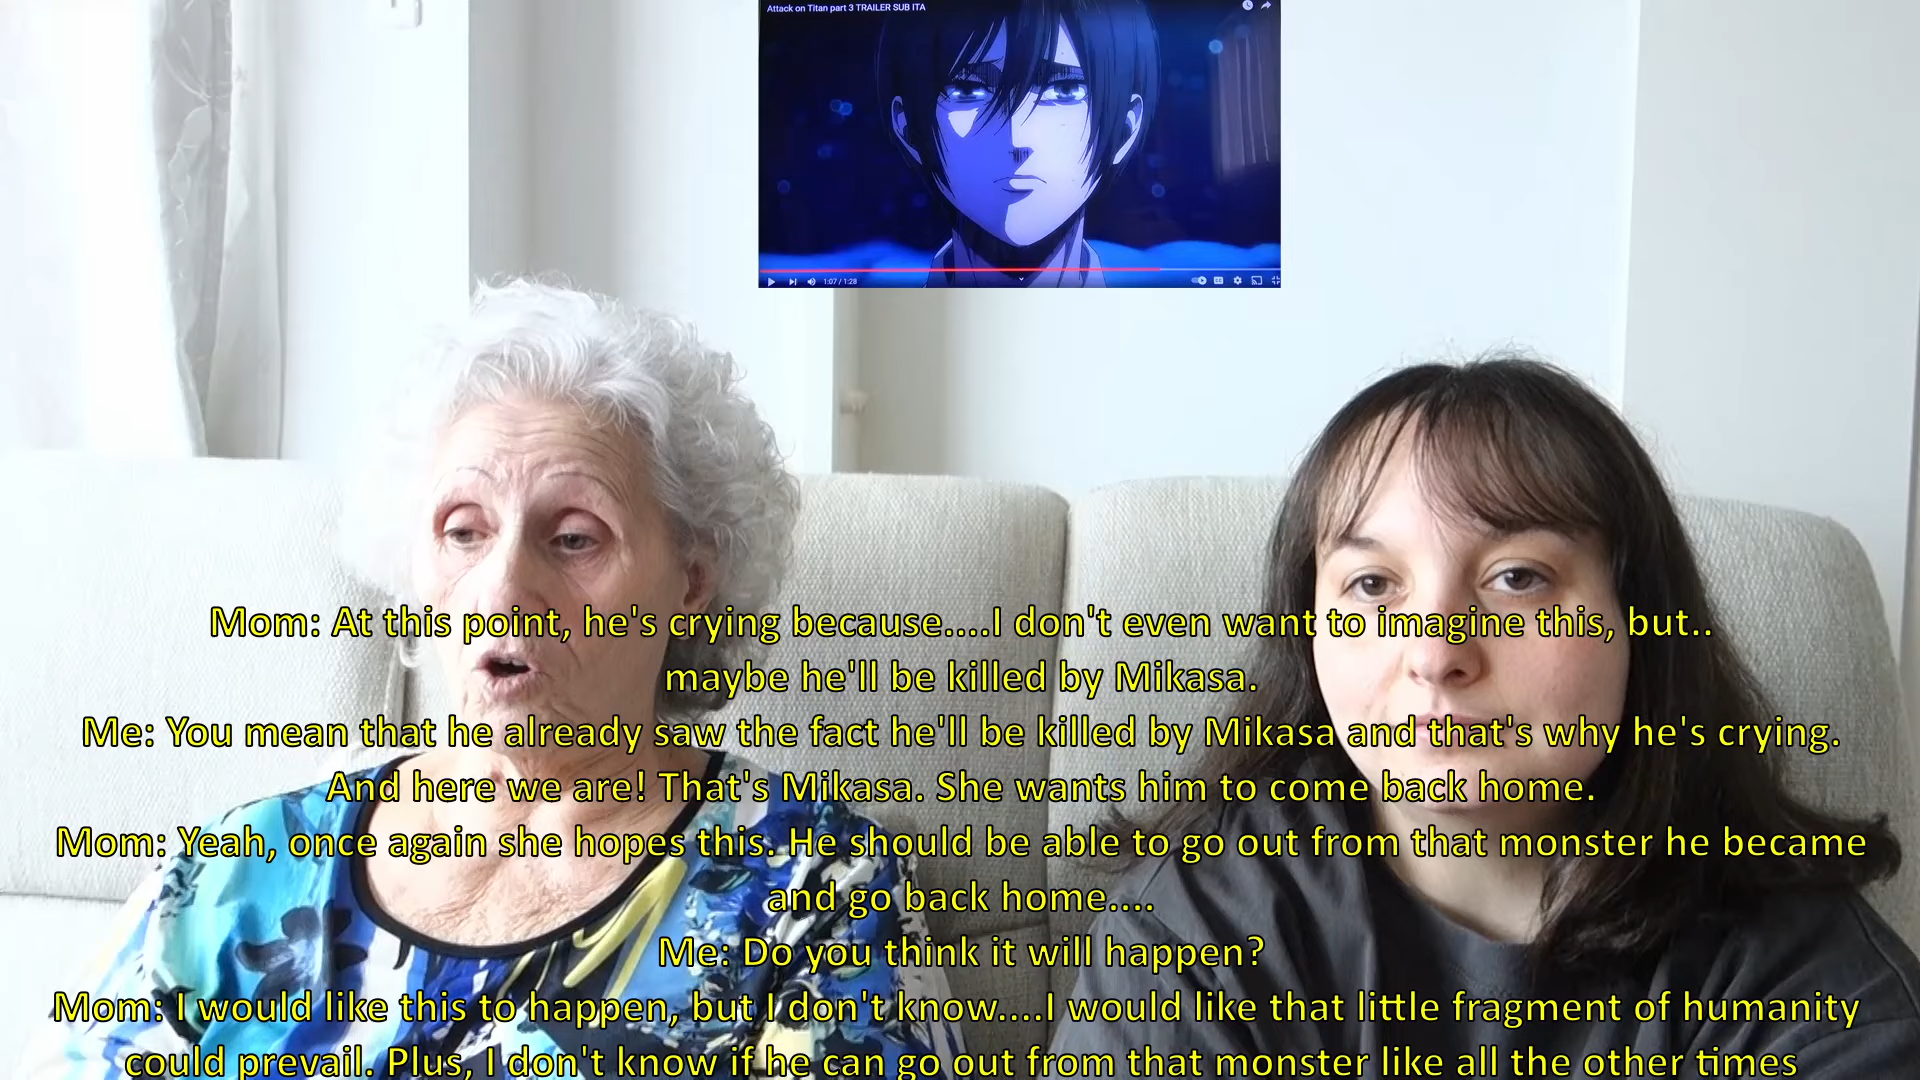 Attack on Titan part 3 TRAILER SUB ITA
1:07 / 1:28
Mom: At this point, he's crying because....I don't even want to imagine this, but..
maybe he'll be killed by Mikasa.
Me: You mean that he already saw the fact he'll be killed by Mikasa and that's why he's crying.
And here we are! That's Mikasa. She wants him to come back home.
Mom: Yeah, once again she hopes this. He should be able to go out from that monster he became
and go back home....
Me: Do you think it will happen?
Mom: I would like this to happen, but I don't know....I would like that little fragment of humanity
could prevail. Plus, I don't know if he can go out from that monster like all the other times